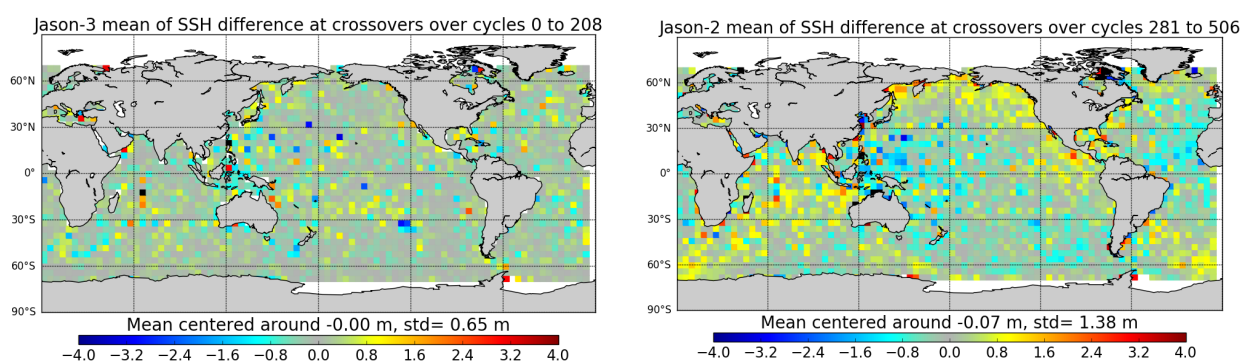 Jason-3 mean of SSH difference at crossovers over cycles 0 to 208
60°N
30°N
0°
30°S
60°S
90°S
Mean centered around -0.00 m, std= 0.65 m
−4.0 −3.2 −2.4 −1.6 −0.8 0.0 0.8 1.6 2.4 3.2 4.0
Jason-2 mean of SSH difference at crossovers over cycles 281 to 506
60°N
30°N
0°
30°S
60°S
90°S
Mean centered around -0.07 m, std= 1.38 m
−4.0 −3.2 −2.4 −1.6 −0.8 0.0 0.8 1.6 2.4 3.2 4.0